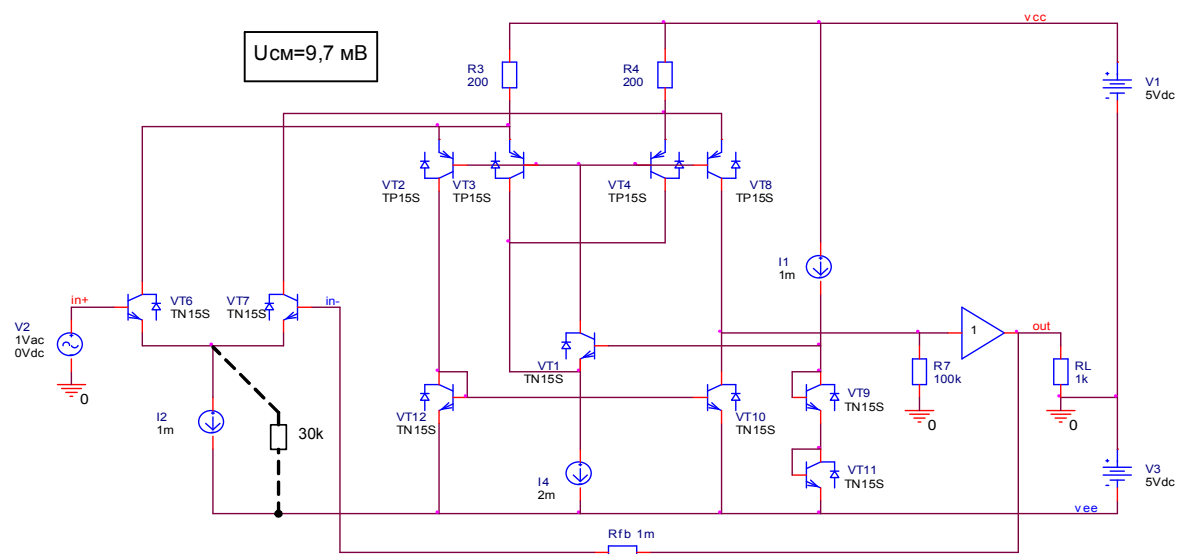 Uсм=9,7 мВ
vcc
R3
200
R4
200
V1
5Vdc
VT2
TP15S
VT3
TP15S
VT4
TP15S
VT8
TP15S
I1
1m
in+
VT6
TN15S
VT7
TN15S
in-
V2
1Vac
0Vdc
0
VT1
TN15S
1
out
R7
100k
0
RL
1k
0
I2
1m
30k
VT12
TN15S
VT10
TN15S
VT9
TN15S
I4
2m
VT11
TN15S
V3
5Vdc
vee
Rfb 1m